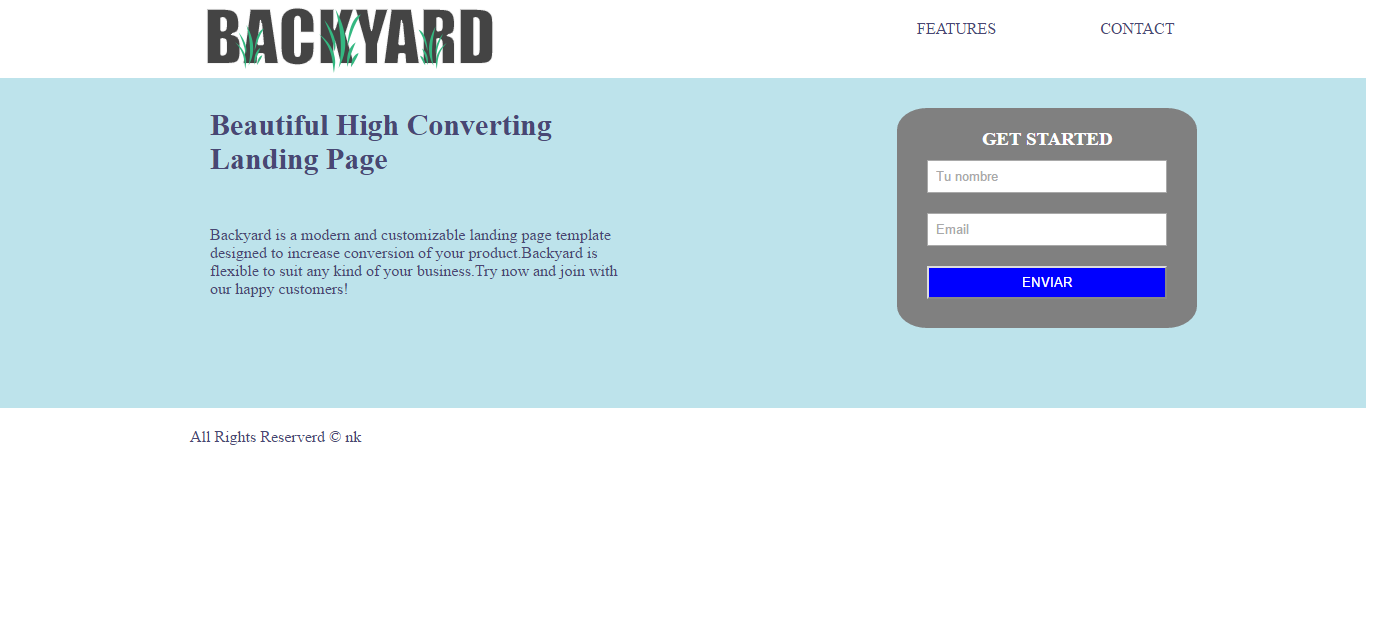 BACKYARD
FEATURES
CONTACT
Beautiful High Converting
Landing Page
Backyard is a modern and customizable landing page template
designed to increase conversion of your product.Backyard is
flexible to suit any kind of your business.Try now and join with
our happy customers!
GET STARTED
Tu nombre
Email
ENVIAR
All Rights Reserverd © nk